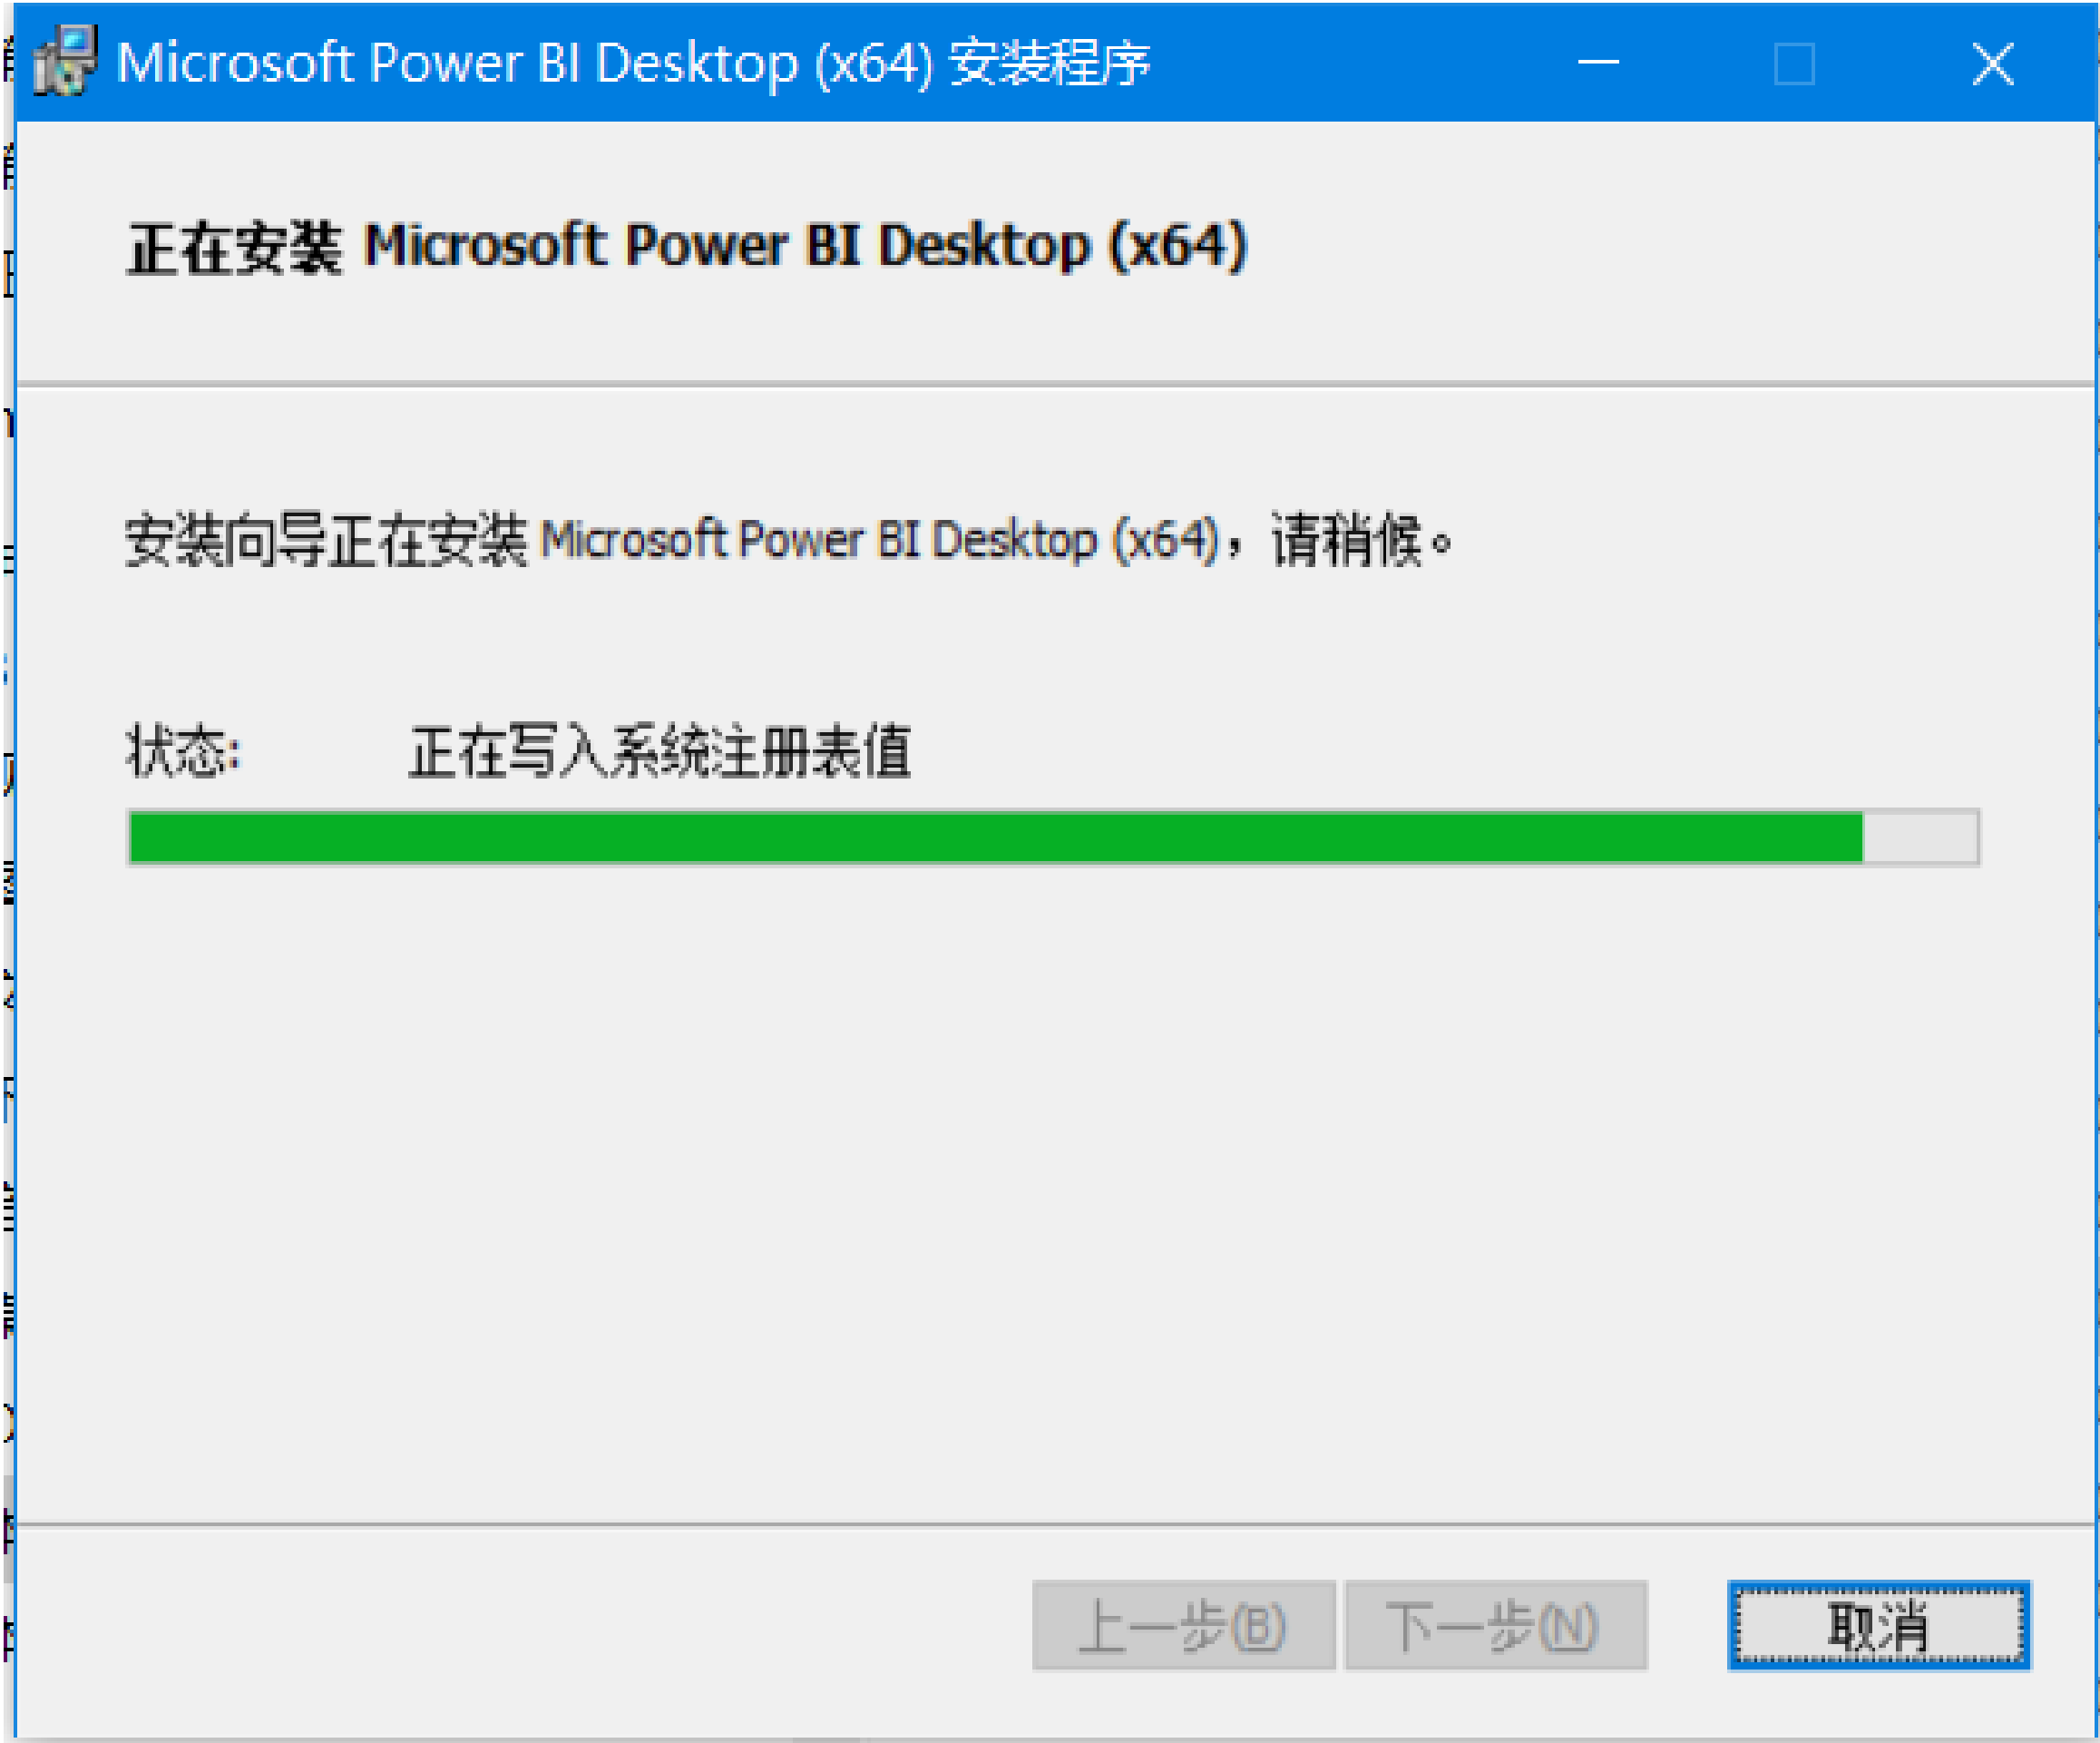 Microsoft Power BI Desktop (x64) 安装程序
正在安装 Microsoft Power BI Desktop (x64)
安装向导正在安装 Microsoft Power BI Desktop (x64)，请稍候。
状态: 正在写入系统注册表值
上一步(B) 下一步(N) 取消